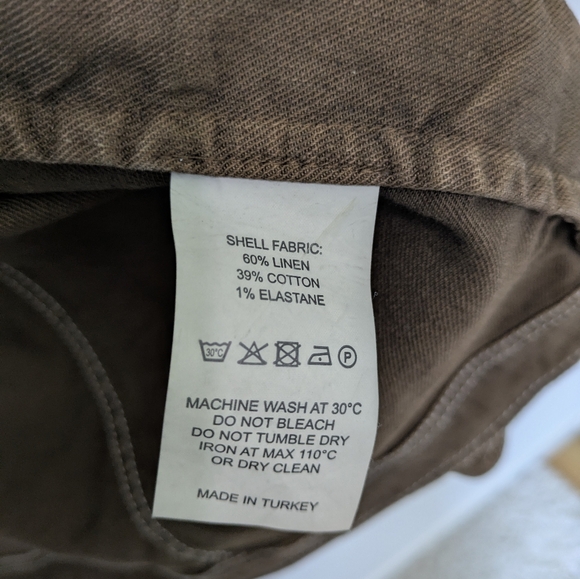 SHELL FABRIC:
60% LINEN
39% COTTON
1% ELASTANE
30°C P
MACHINE WASH AT 30°C
DO NOT BLEACH
DO NOT TUMBLE DRY
IRON AT MAX 110°C
OR DRY CLEAN
MADE IN TURKEY